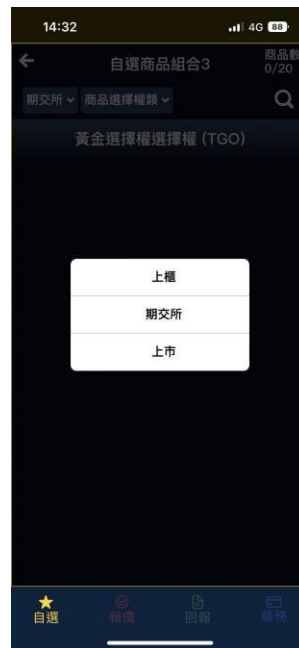 14:32
4G 88
自選商品組合3
商品數
0/20
期交所
商品選擇權類
黃金選擇權選擇權 (TGO)
上櫃
期交所
上市
自選
報價
回報
帳務